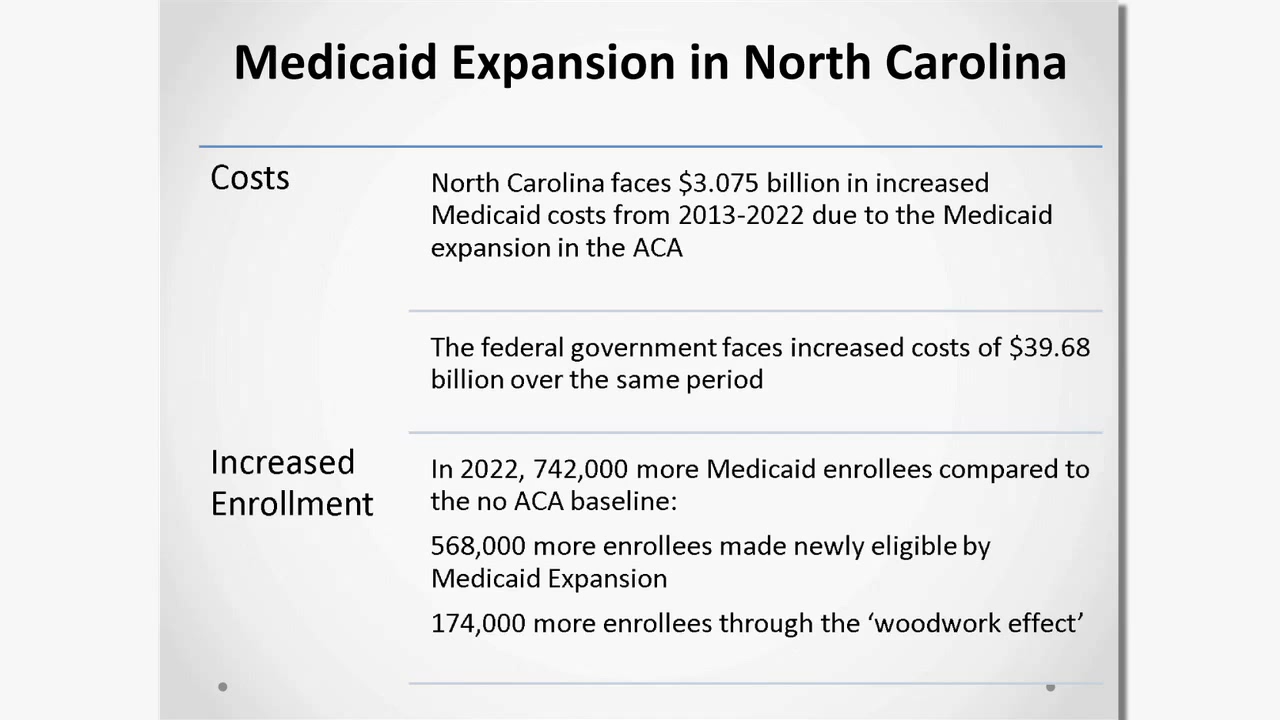 Medicaid Expansion in North Carolina
Costs
North Carolina faces $3.075 billion in increased
Medicaid costs from 2013-2022 due to the Medicaid
expansion in the ACA
The federal government faces increased costs of $39.68
billion over the same period
Increased
Enrollment
In 2022, 742,000 more Medicaid enrollees compared to
the no ACA baseline:
568,000 more enrollees made newly eligible by
Medicaid Expansion
174,000 more enrollees through the ‘woodwork effect’